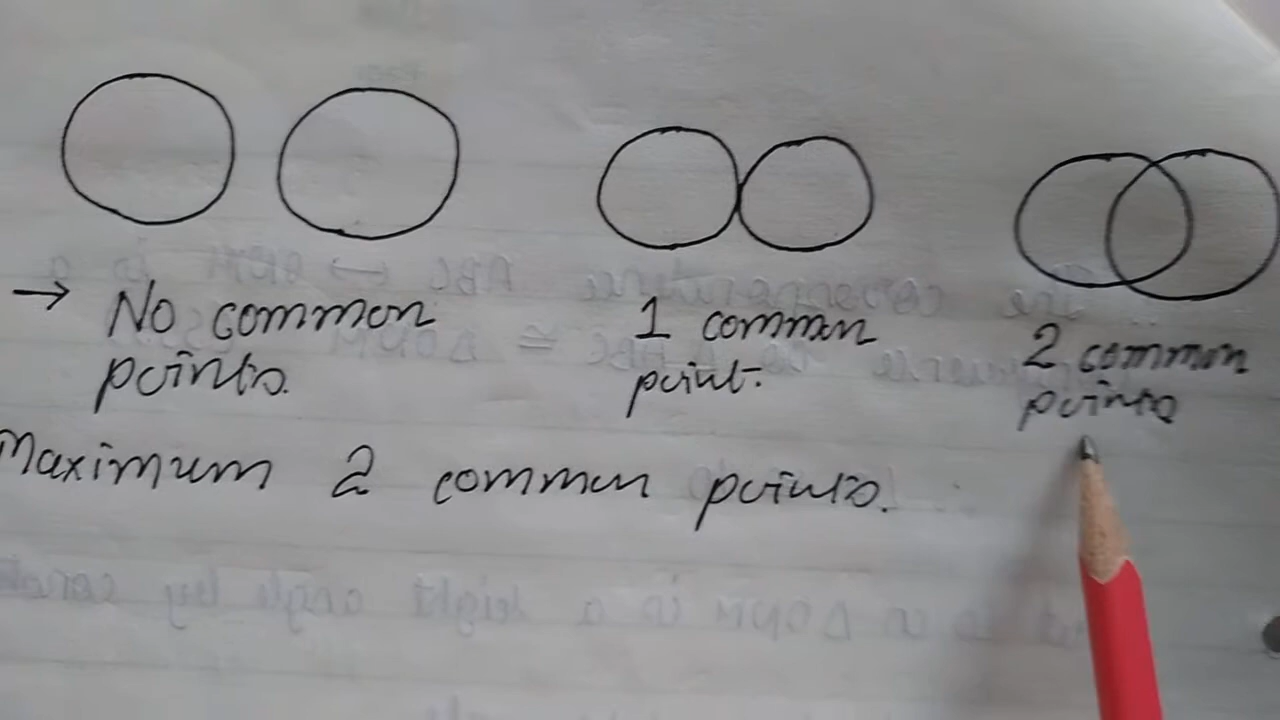 → No common
points.
1 common
point.
2 common
points
Maximum 2 common points.